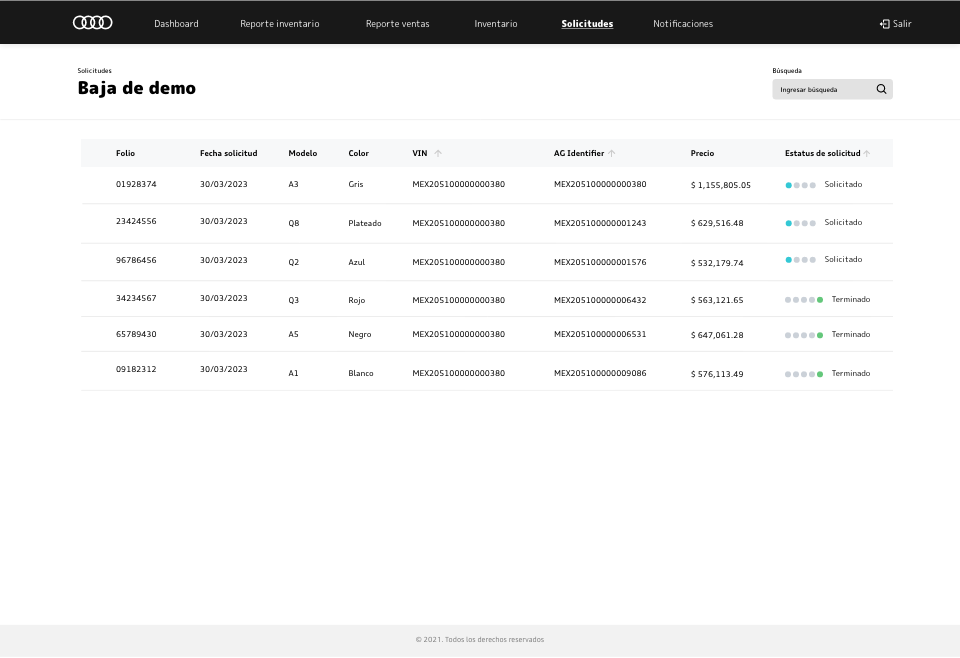 Dashboard Reporte inventario Reporte ventas Inventario Solicitudes Notificaciones Salir
Solicitudes
Baja de demo
Búsqueda
Ingresar búsqueda
Folio Fecha solicitud Modelo Color VIN AG Identifier Precio Estatus de solicitud
01928374 30/03/2023 A3 Gris MEX205100000000380 MEX205100000000380 $ 1,155,805.05 Solicitado
23424556 30/03/2023 Q8 Plateado MEX205100000000380 MEX205100000001243 $ 629,516.48 Solicitado
96786456 30/03/2023 Q2 Azul MEX205100000000380 MEX205100000001576 $ 532,179.74 Solicitado
34234567 30/03/2023 Q3 Rojo MEX205100000000380 MEX205100000006432 $ 563,121.65 Terminado
65789430 30/03/2023 A5 Negro MEX205100000000380 MEX205100000006531 $ 647,061.28 Terminado
09182312 30/03/2023 A1 Blanco MEX205100000000380 MEX205100000009086 $ 576,113.49 Terminado
© 2021. Todos los derechos reservados